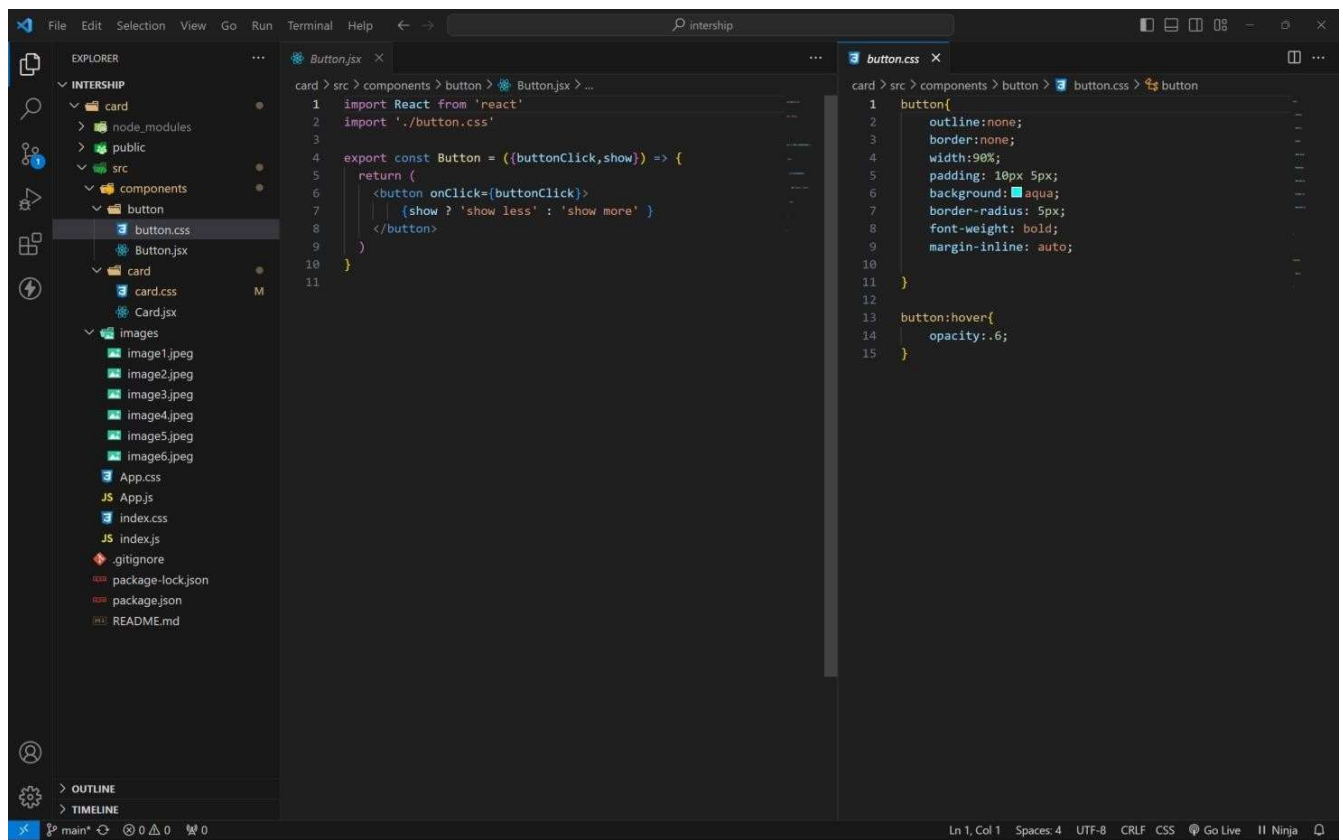 File Edit Selection View Go Run Terminal Help
intership
EXPLORER
INTERSHIP
card
node_modules
public
src
components
button
button.css
Button.jsx
card
card.css M
Card.jsx
images
image1.jpeg
image2.jpeg
image3.jpeg
image4.jpeg
image5.jpeg
image6.jpeg
App.css
JS App.js
index.css
JS index.js
.gitignore
package-lock.json
package.json
README.md
OUTLINE
TIMELINE
Button.jsx
card > src > components > button > Button.jsx > ...
1 import React from 'react'
2 import './button.css'
3
4 export const Button = ({buttonClick,show}) => {
5 return (
6 <button onClick={buttonClick}>
7 {show ? 'show less' : 'show more' }
8 </button>
9 )
10 }
11
button.css
card > src > components > button > button.css > button
1 button{
2 outline:none;
3 border:none;
4 width:90%;
5 padding: 10px 5px;
6 background: aqua;
7 border-radius: 5px;
8 font-weight: bold;
9 margin-inline: auto;
10
11 }
12
13 button:hover{
14 opacity:.6;
15 }
main* 0 0 0 Ln 1, Col 1 Spaces: 4 UTF-8 CRLF CSS Go Live Ninja